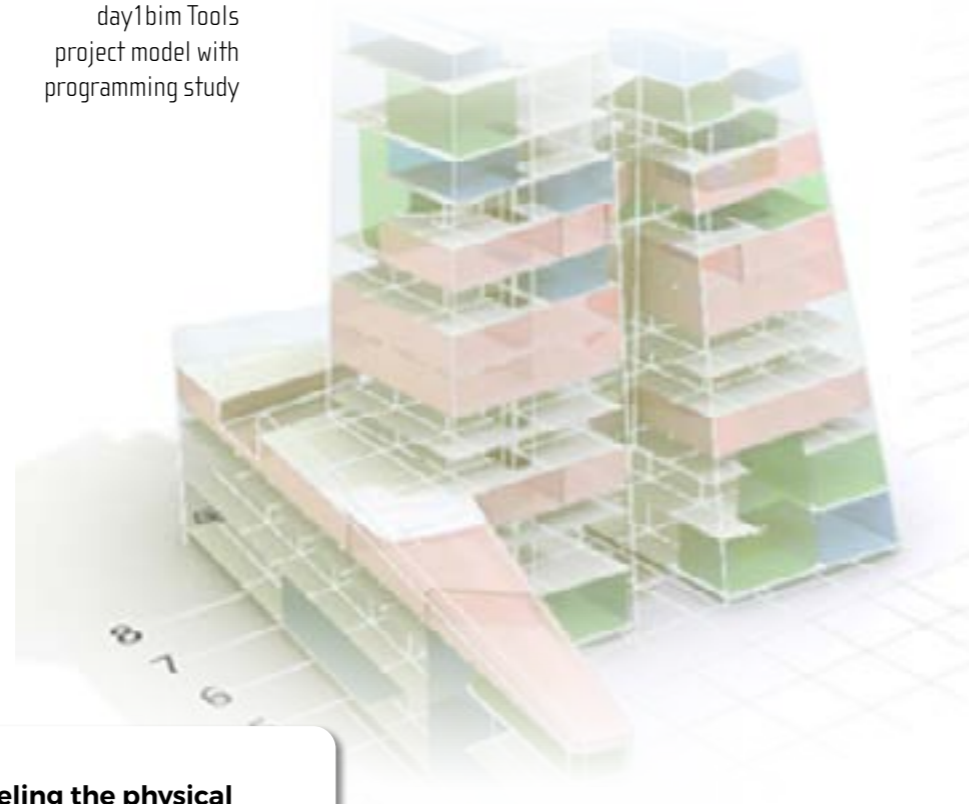 day1bim Tools
project model with
programming study
8
7
6
eling the physical